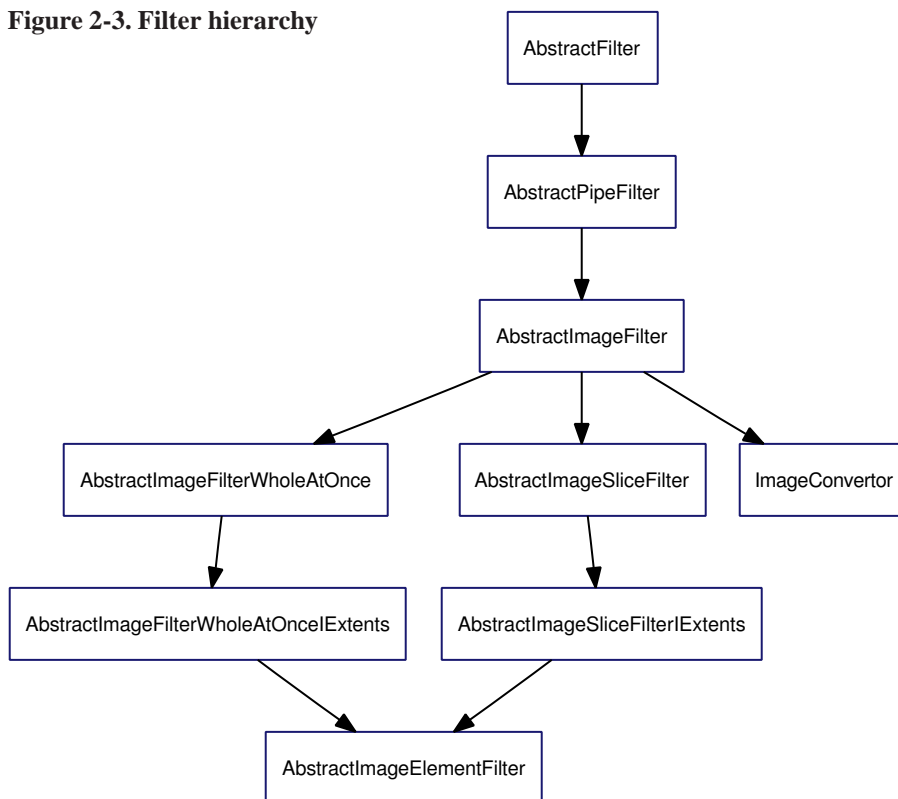 Figure 2-3. Filter hierarchy
AbstractFilter
AbstractPipeFilter
AbstractImageFilter
AbstractImageFilterWholeAtOnce
AbstractImageSliceFilter
ImageConvertor
AbstractImageFilterWholeAtOnceIExtents
AbstractImageSliceFilterIExtents
AbstractImageElementFilter